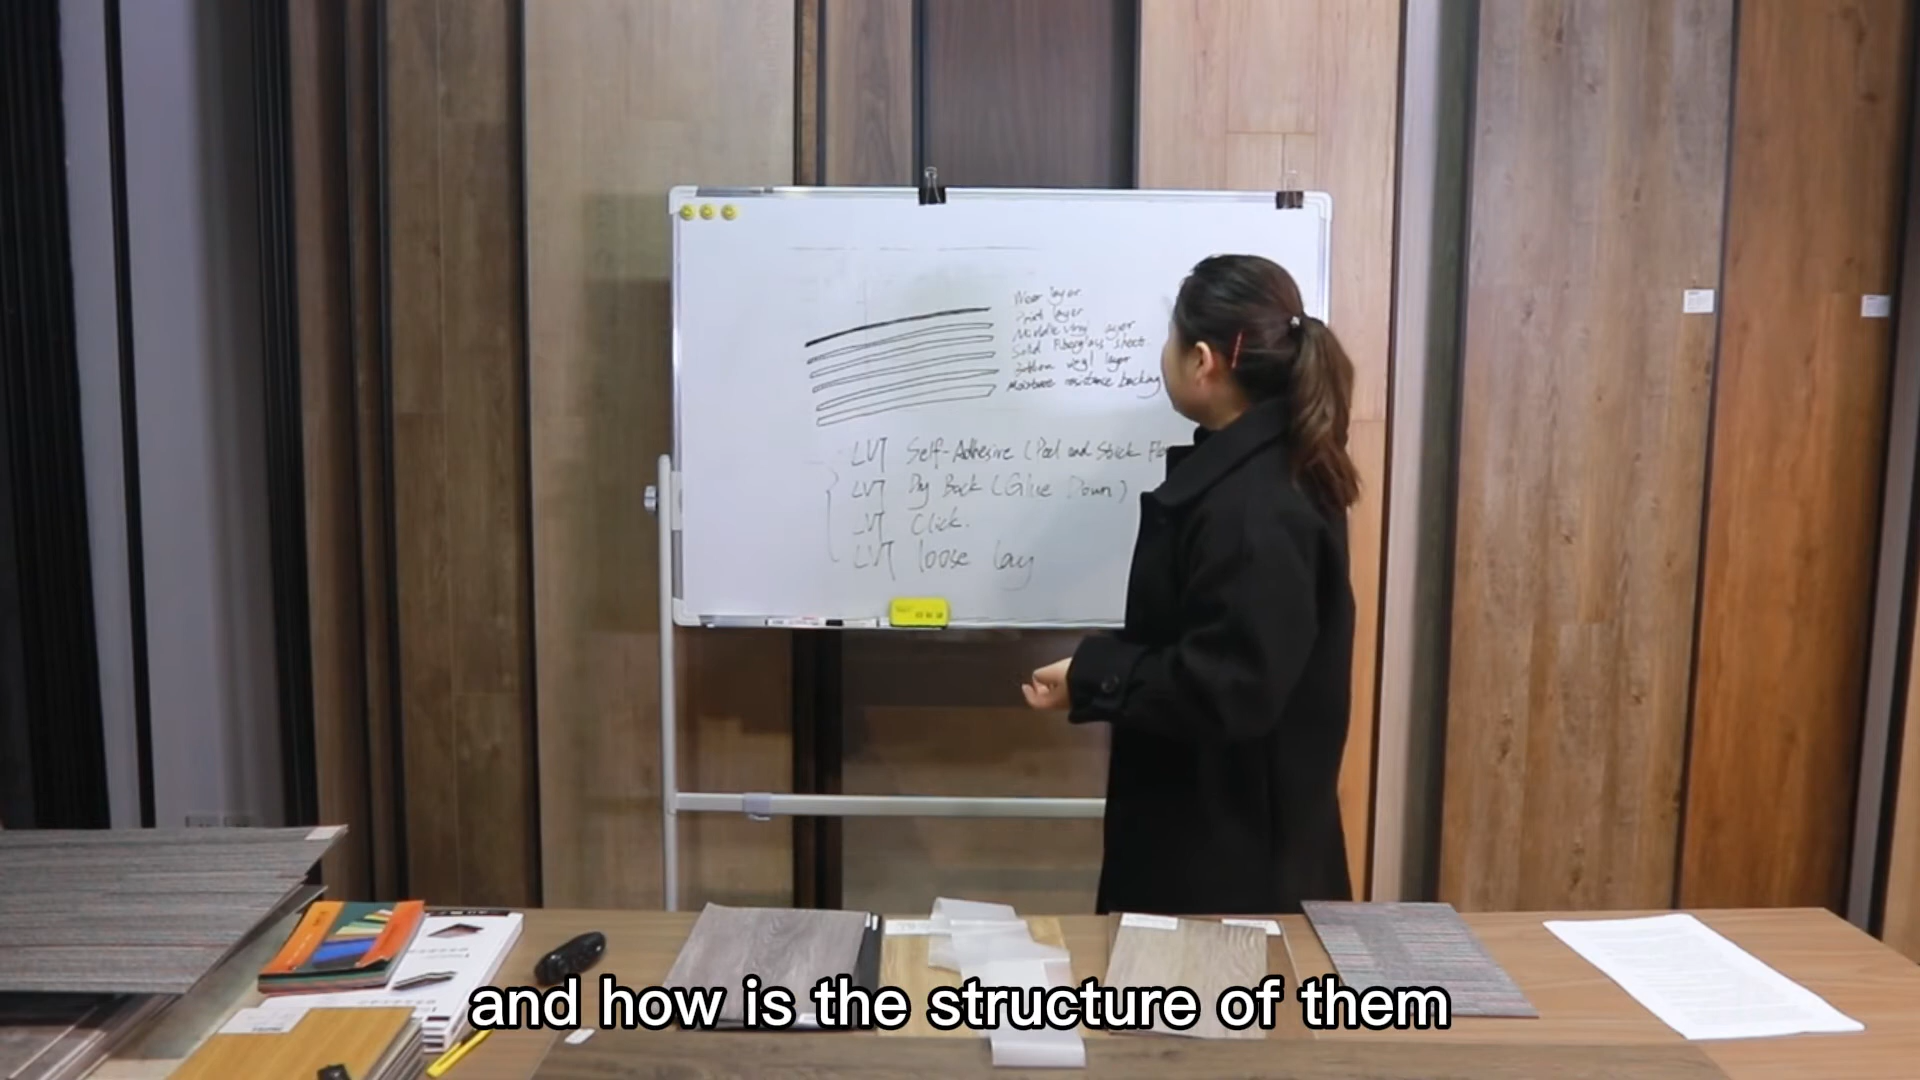 Wear layer
Print layer
Middle vinyl layer
Solid Fiberglass sheet
Bottom vinyl layer
Moisture resistance backing
LVT Self-Adhesive (Peel and Stick
LVT Dry Back (Glue Down)
LVT Click.
LVT loose lay
and how is the structure of them